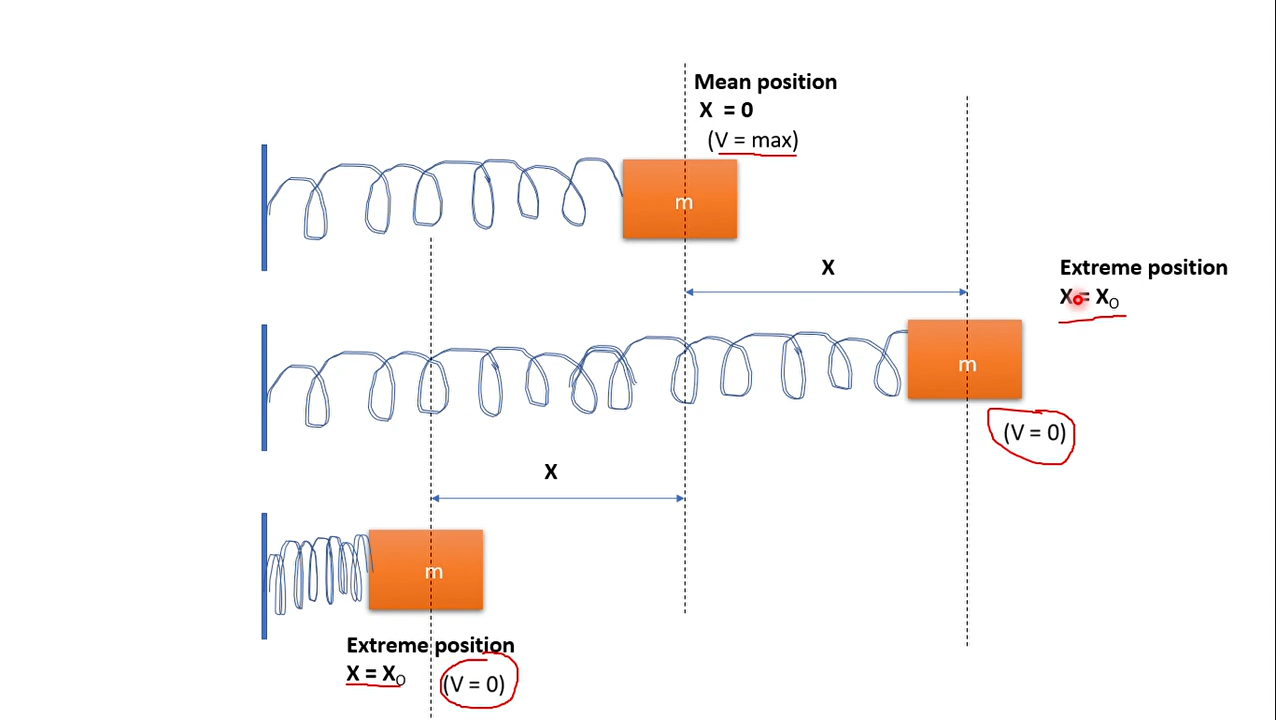 Mean position
X = 0
(V = max)
m
X
Extreme position
X = X₀
m
(V = 0)
X
m
Extreme position
X = X₀
(V = 0)